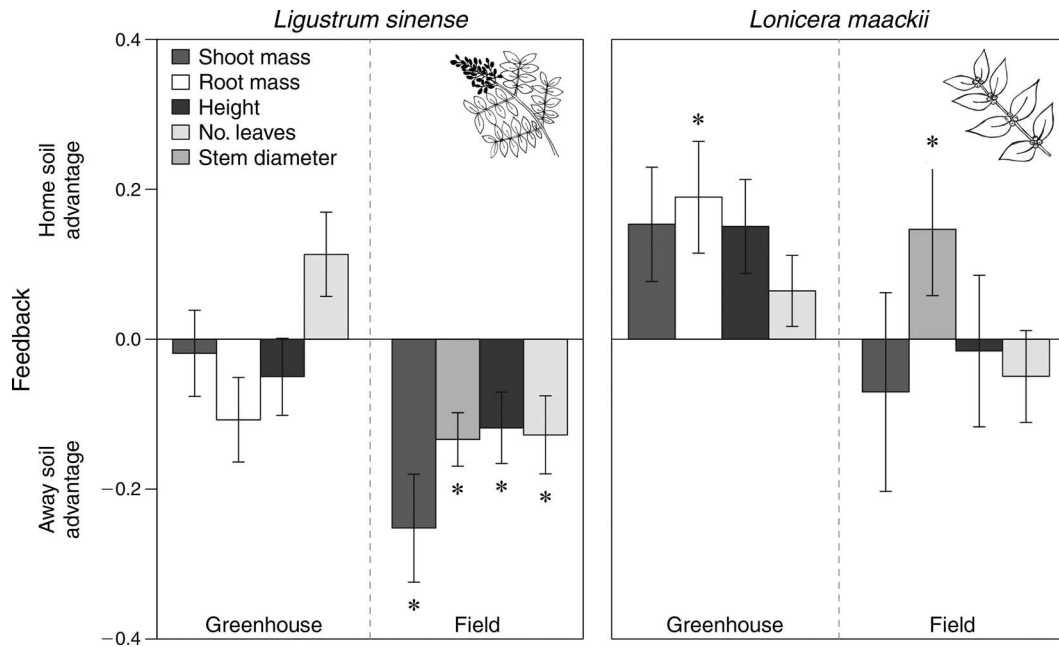 Ligustrum sinense
Lonicera maackii
0.4
0.2
0.0
−0.2
−0.4
Feedback
Home soil
advantage
Away soil
advantage
Shoot mass
Root mass
Height
No. leaves
Stem diameter
*
*
*
*
*
*
Greenhouse
Field
Greenhouse
Field